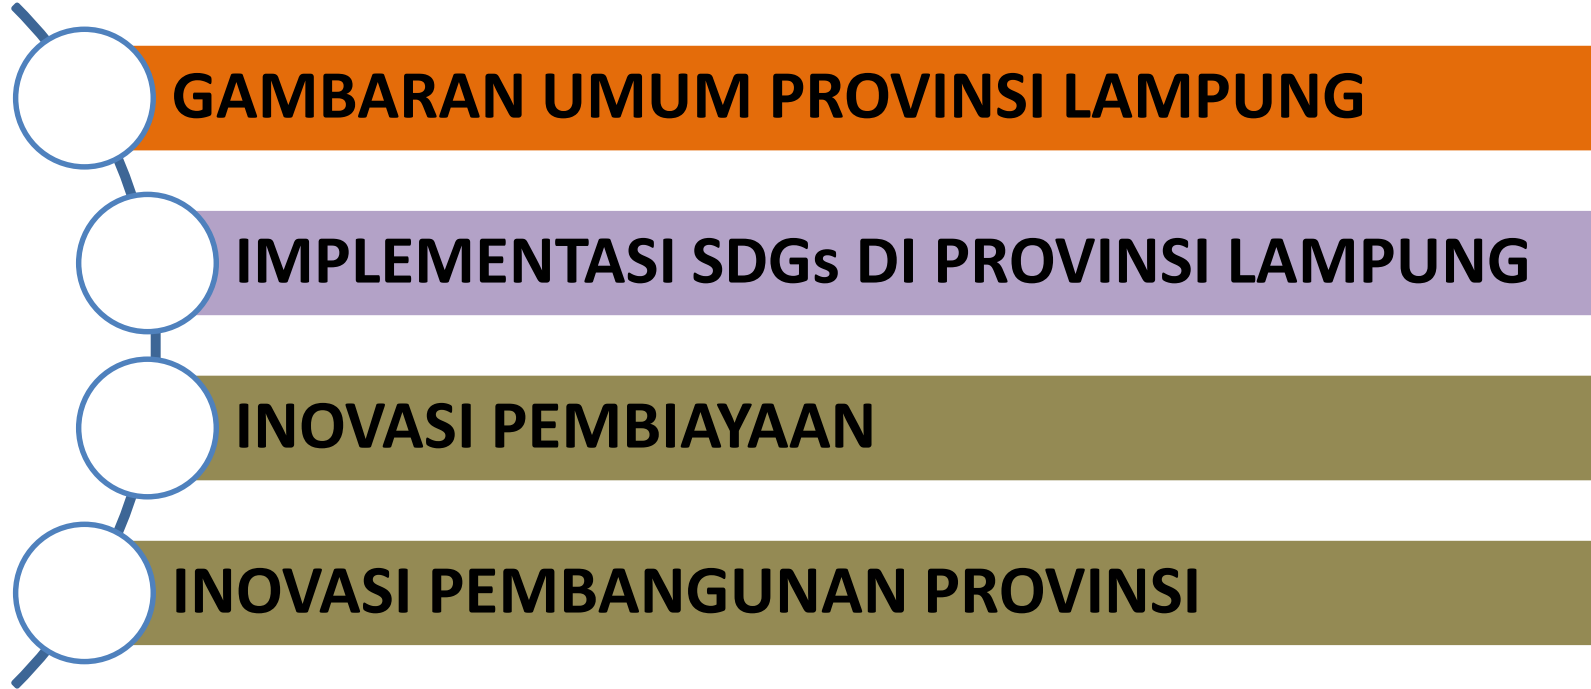 GAMBARAN UMUM PROVINSI LAMPUNG
IMPLEMENTASI SDGs DI PROVINSI LAMPUNG
INOVASI PEMBIAYAAN
INOVASI PEMBANGUNAN PROVINSI